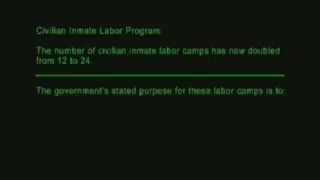 Civilian Inmate Labor Program:
The number of civilian inmate labor camps has now doubled
from 12 to 24.
The government's stated purpose for these labor camps is to: